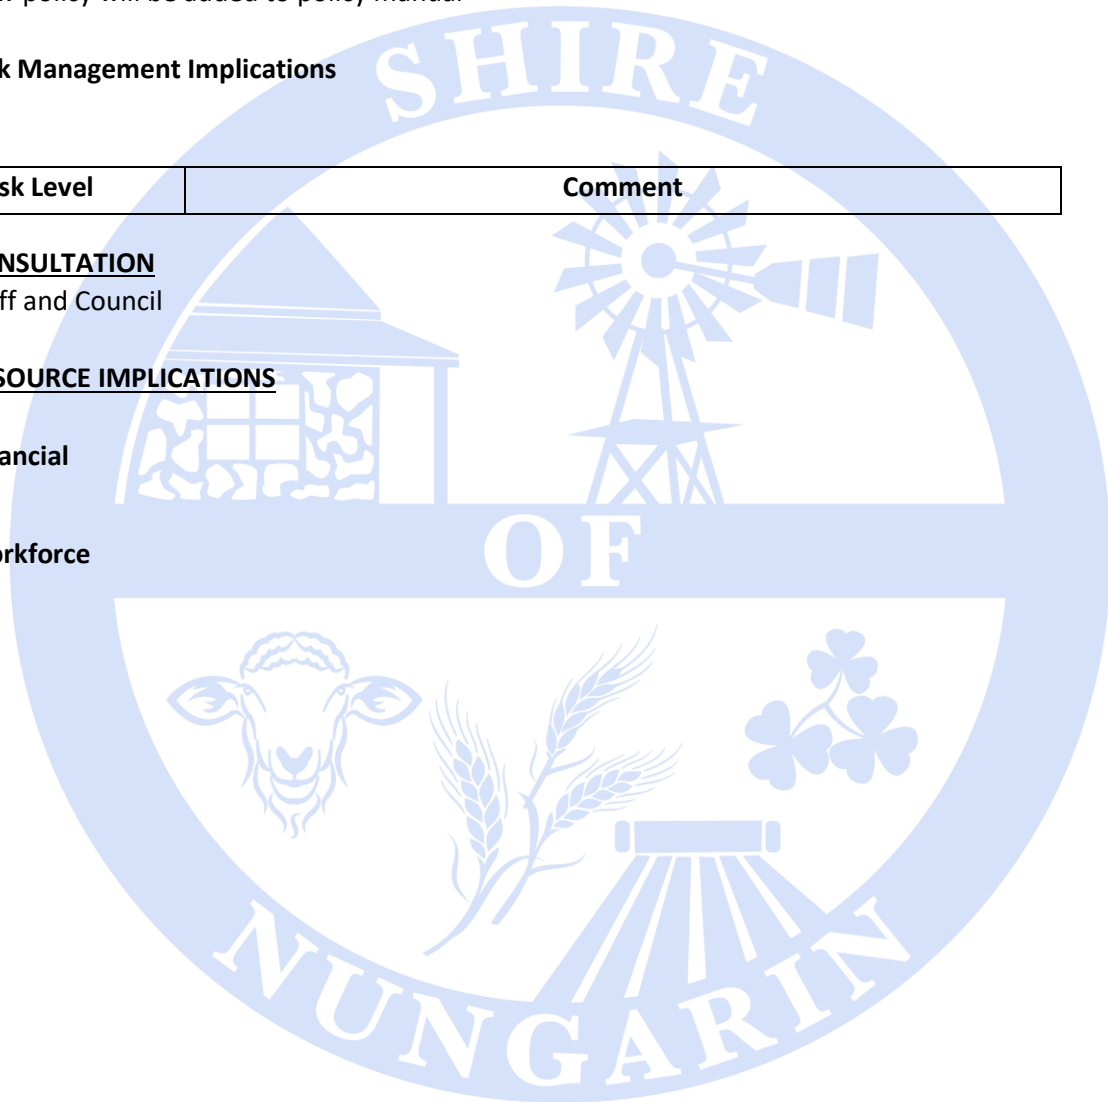 w policy will be added to policy manual
SHIRE
k Management Implications
sk Level Comment
NSULTATION
ff and Council
SOURCE IMPLICATIONS
ancial
OF
orkforce
NUNGARIN